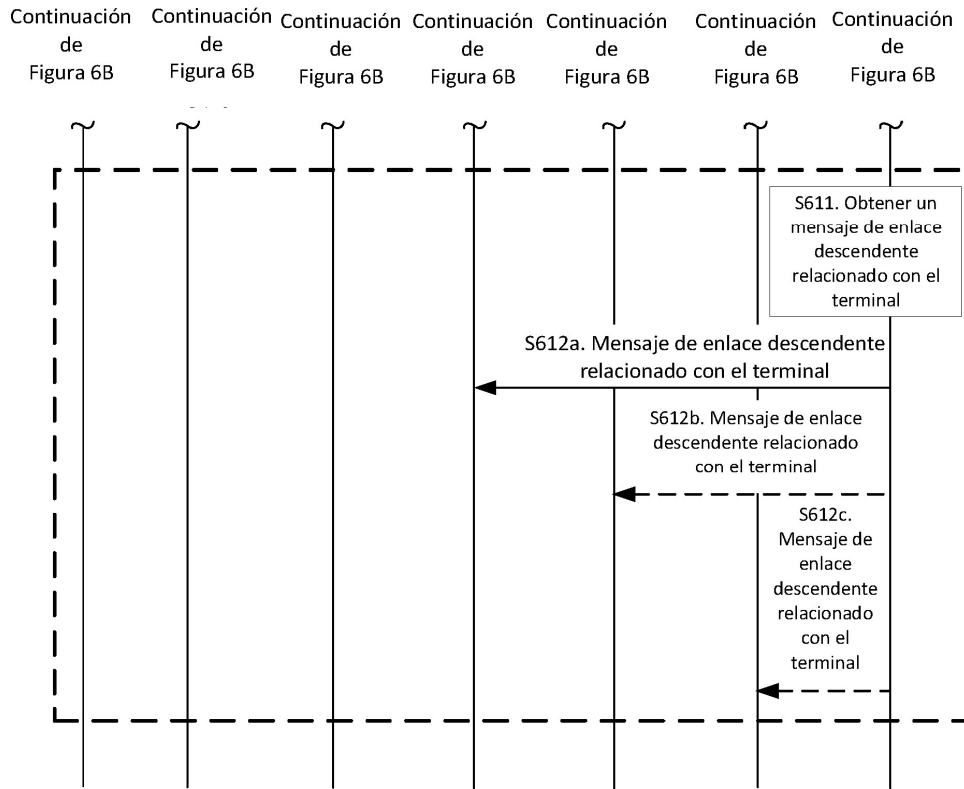 Continuación
de
Figura 6B
Continuación
de
Figura 6B
Continuación
de
Figura 6B
Continuación
de
Figura 6B
Continuación
de
Figura 6B
Continuación
de
Figura 6B
Continuación
de
Figura 6B
S611. Obtener un
mensaje de enlace
descendente
relacionado con el
terminal
S612a. Mensaje de enlace descendente
relacionado con el terminal
S612b. Mensaje de enlace
descendente relacionado
con el terminal
S612c.
Mensaje de
enlace
descendente
relacionado
con el
terminal